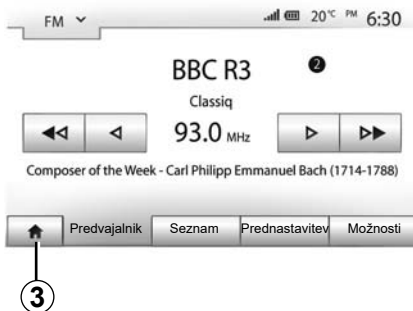 FM 20°C PM 6:30
BBC R3 2
Classiq
93.0 MHz
Composer of the Week - Carl Philipp Emmanuel Bach (1714-1788)
Predvajalnik Seznam Prednastavitev Možnosti
3